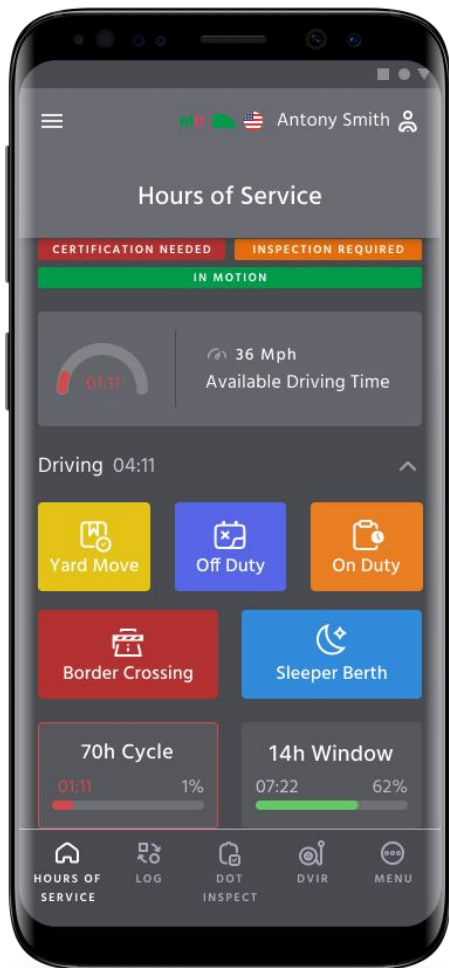 Antony Smith
Hours of Service
CERTIFICATION NEEDED INSPECTION REQUIRED
IN MOTION
36 Mph
01:11 Available Driving Time
Driving 04:11
Yard Move Off Duty On Duty
Border Crossing Sleeper Berth
70h Cycle 14h Window
01:11 1% 07:22 62%
HOURS OF SERVICE LOG DOT INSPECT DVIR MENU